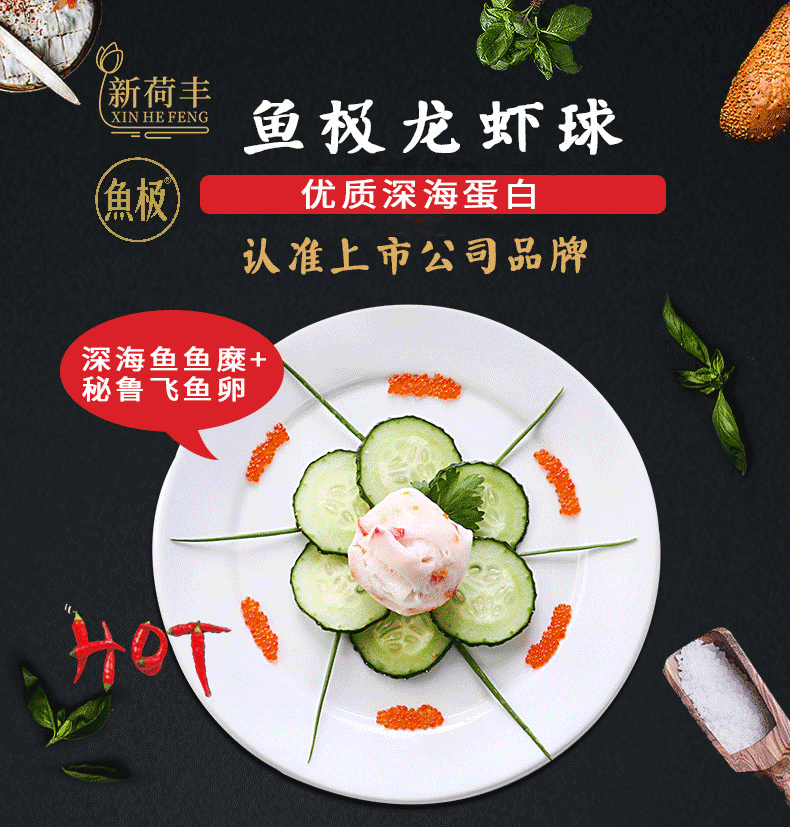 新荷丰
XIN HE FENG
鱼极龙虾球
魚极®
优质深海蛋白
认准上市公司品牌
深海鱼鱼糜+
秘鲁飞鱼卵
HOT